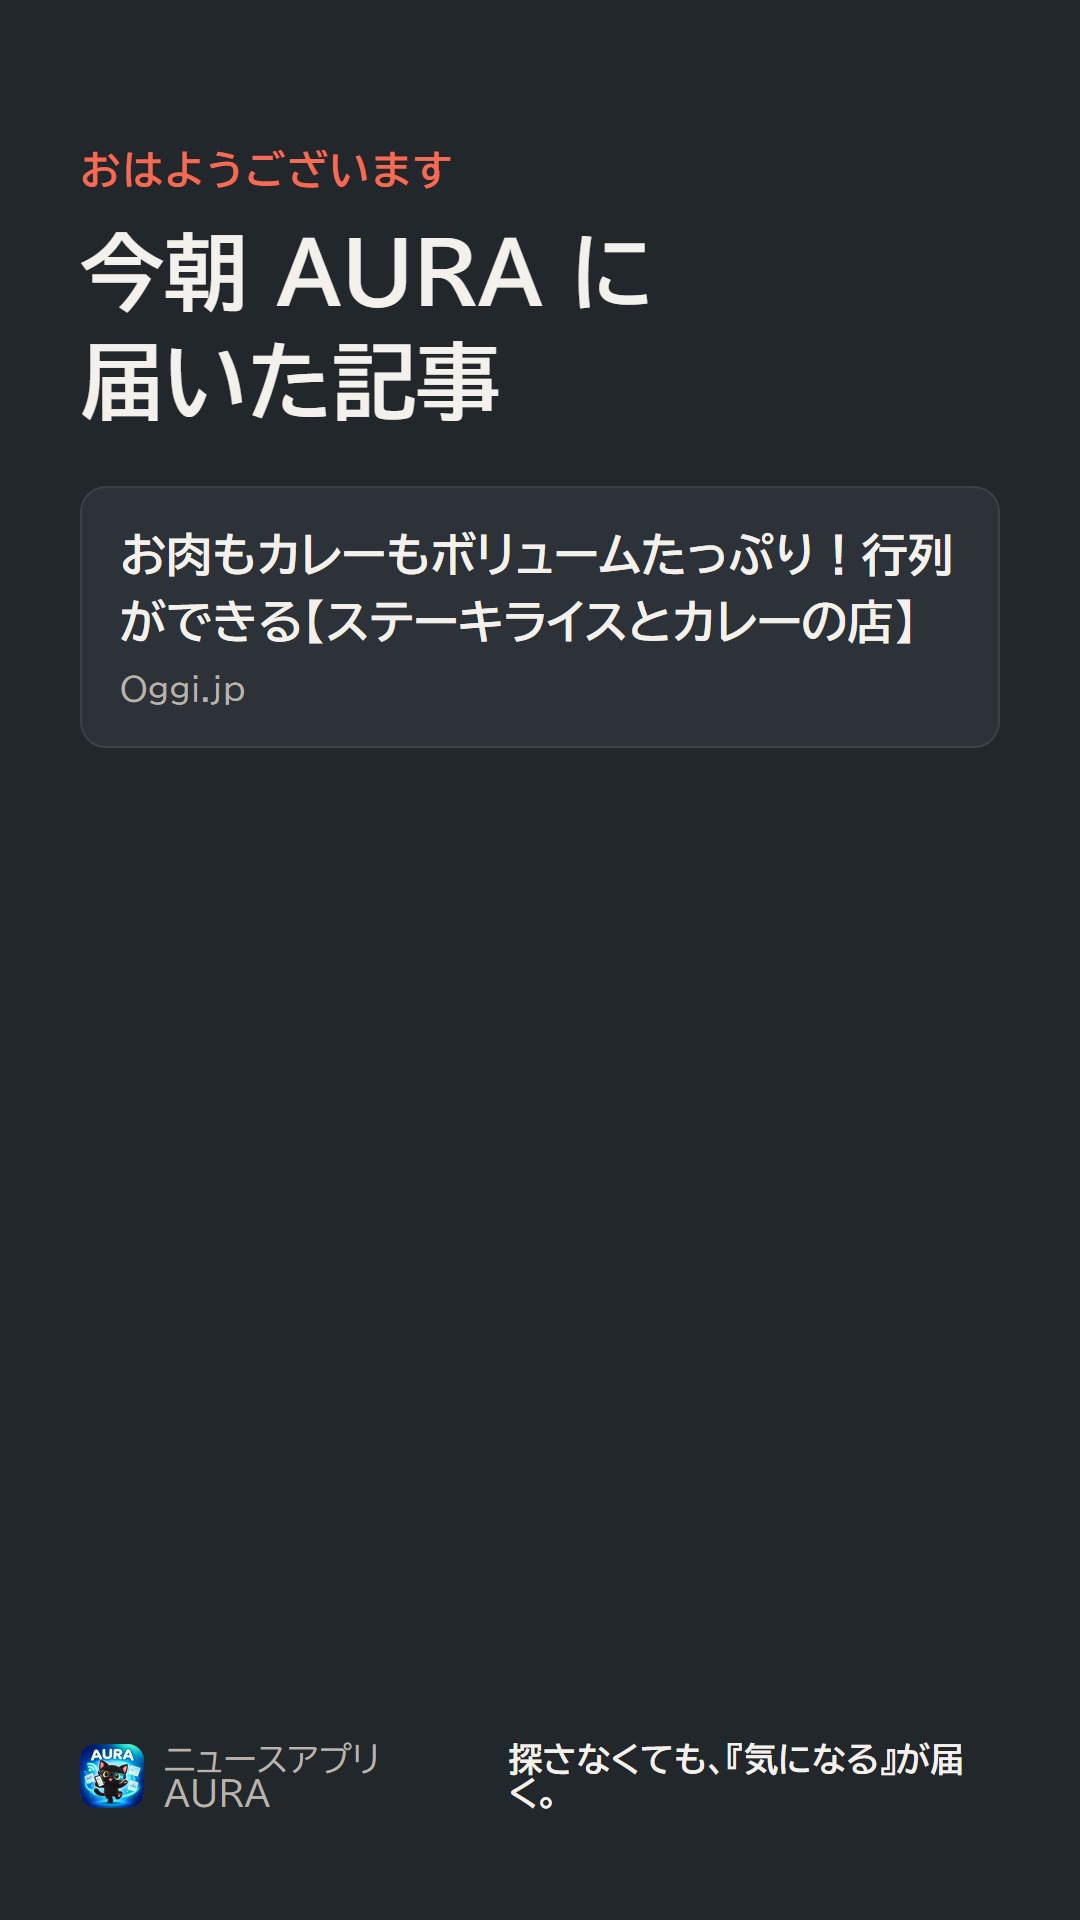 おはようございます
今朝 AURA に
届いた記事
お肉もカレーもボリュームたっぷり！行列
ができる【ステーキライスとカレーの店】
Oggi.jp
AURA
ニュースアプリ
AURA
探さなくても、『気になる』が届
く。